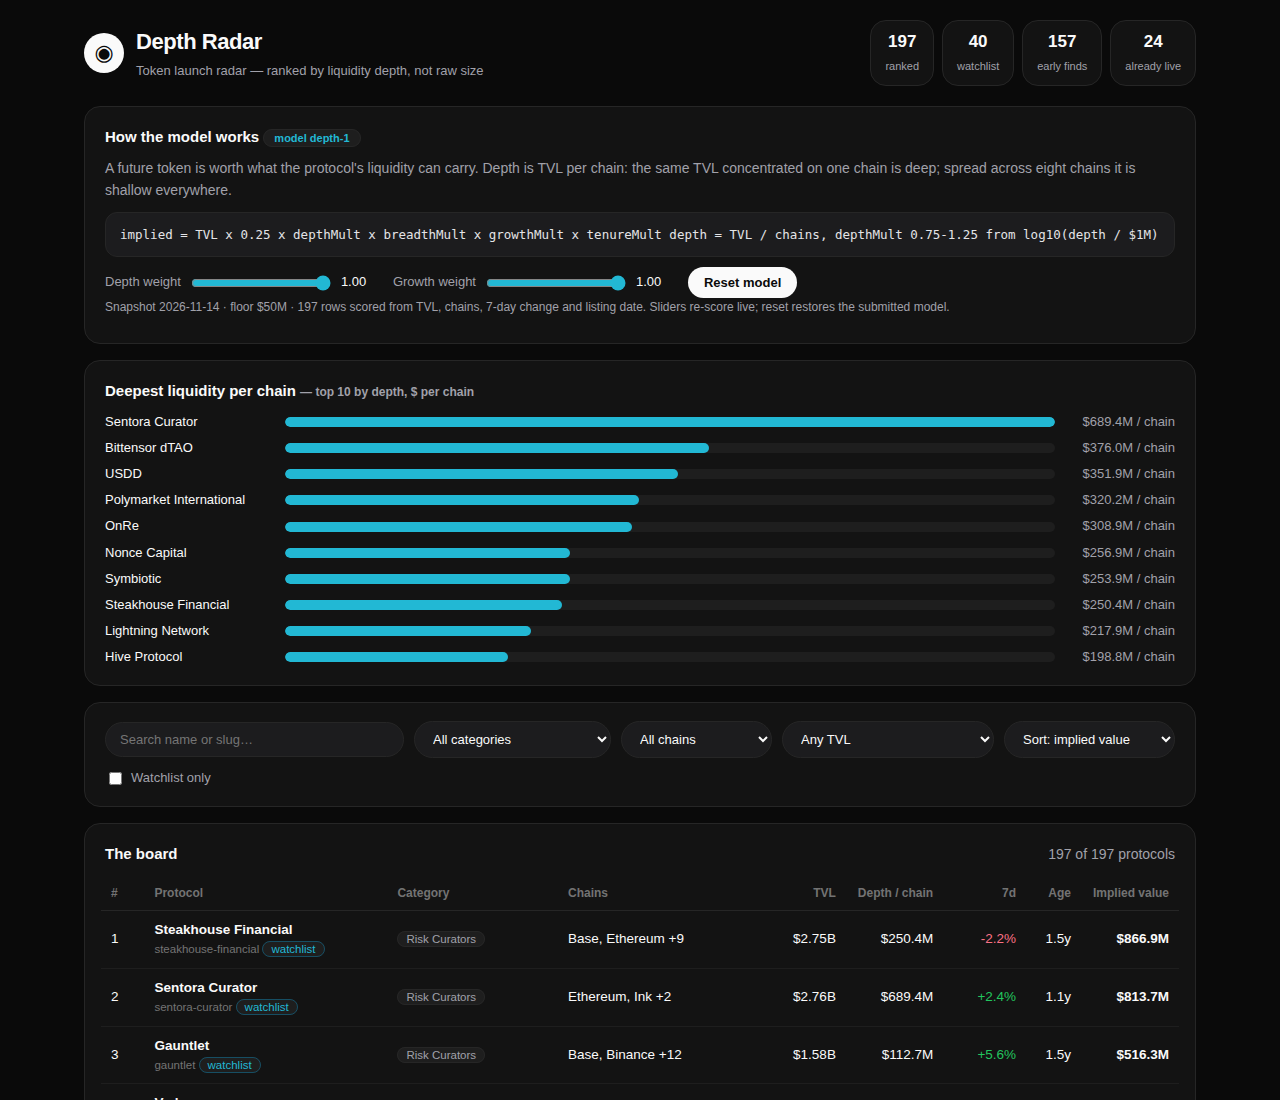 Depth Radar
Token launch radar — ranked by liquidity depth, not raw size
197
ranked
40
watchlist
157
early finds
24
already live
How the model works model depth-1
A future token is worth what the protocol's liquidity can carry. Depth is TVL per chain: the same TVL concentrated on one chain is deep; spread across eight chains it is
shallow everywhere.
implied = TVL x 0.25 x depthMult x breadthMult x growthMult x tenureMult depth = TVL / chains, depthMult 0.75-1.25 from log10(depth / $1M)
Depth weight 1.00 Growth weight 1.00 Reset model
Snapshot 2026-11-14 · floor $50M · 197 rows scored from TVL, chains, 7-day change and listing date. Sliders re-score live; reset restores the submitted model.
Deepest liquidity per chain — top 10 by depth, $ per chain
Sentora Curator $689.4M / chain
Bittensor dTAO $376.0M / chain
USDD $351.9M / chain
Polymarket International $320.2M / chain
OnRe $308.9M / chain
Nonce Capital $256.9M / chain
Symbiotic $253.9M / chain
Steakhouse Financial $250.4M / chain
Lightning Network $217.9M / chain
Hive Protocol $198.8M / chain
Search name or slug… All categories All chains Any TVL Sort: implied value
Watchlist only
The board 197 of 197 protocols
# Protocol Category Chains TVL Depth / chain 7d Age Implied value
1 Steakhouse Financial Risk Curators Base, Ethereum +9 $2.75B $250.4M -2.2% 1.5y $866.9M
steakhouse-financial watchlist
2 Sentora Curator Risk Curators Ethereum, Ink +2 $2.76B $689.4M +2.4% 1.1y $813.7M
sentora-curator watchlist
3 Gauntlet Risk Curators Base, Binance +12 $1.58B $112.7M +5.6% 1.5y $516.3M
gauntlet watchlist